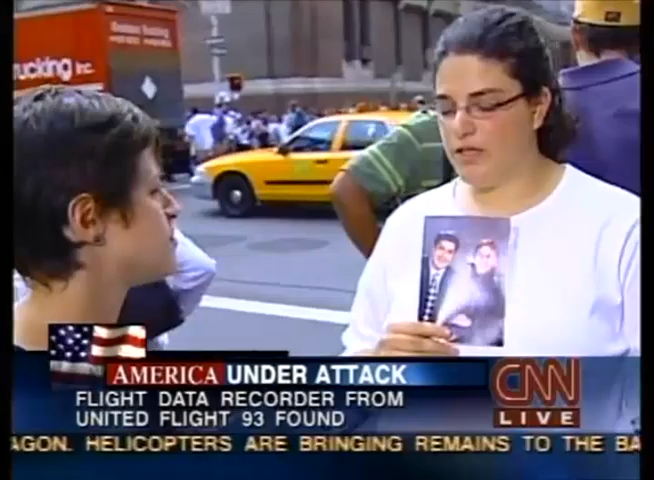 rucking Inc.
AMERICA UNDER ATTACK
FLIGHT DATA RECORDER FROM
UNITED FLIGHT 93 FOUND
CNN
LIVE
AGON. HELICOPTERS ARE BRINGING REMAINS TO THE BA